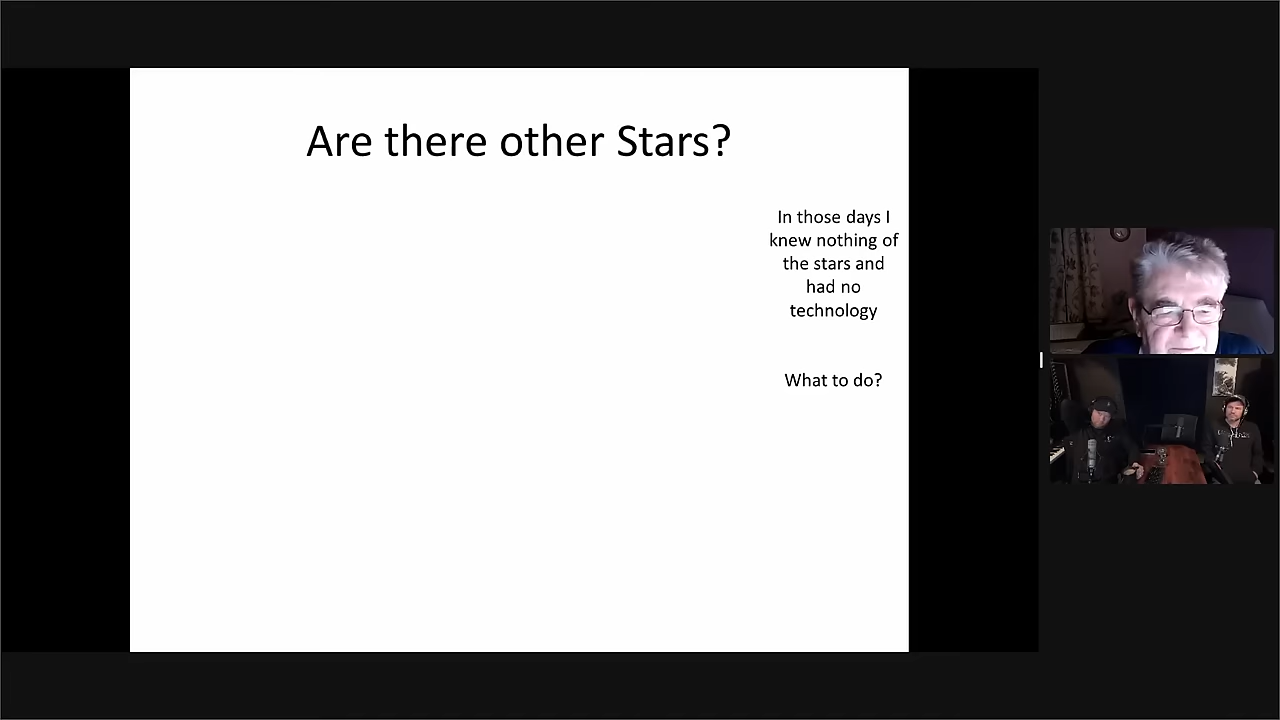 Are there other Stars?
In those days I
knew nothing of
the stars and
had no
technology
What to do?